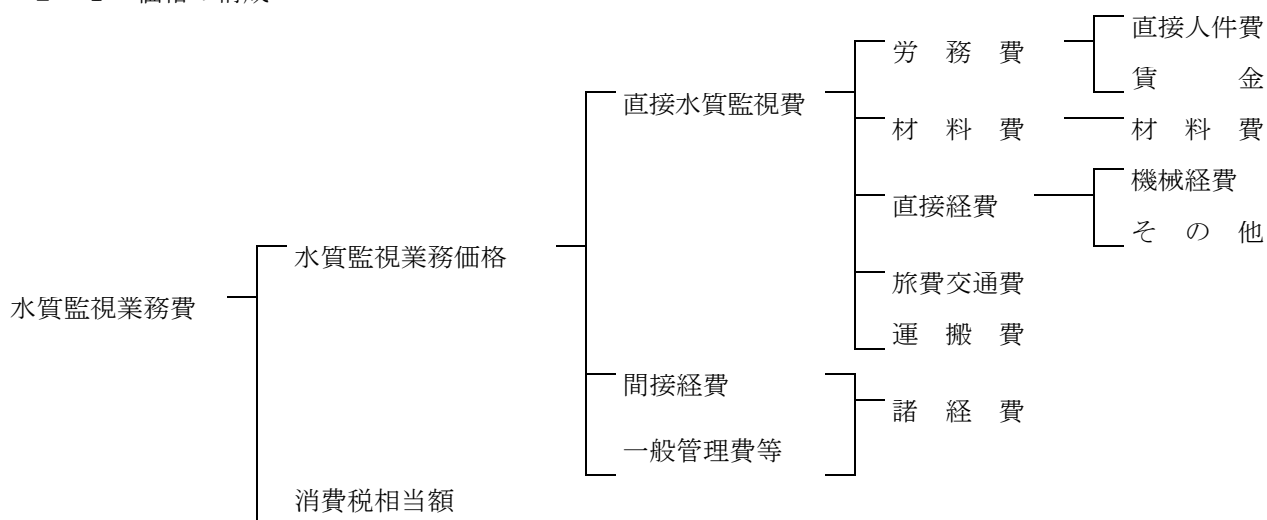 直接人件費
労　務　費
賃　　　金
直接水質監視費
材　料　費　材　料　費
機械経費
直接経費
そ　の　他
水質監視業務価格
旅費交通費
水質監視業務費
運　搬　費
間接経費
諸　経　費
一般管理費等
消費税相当額